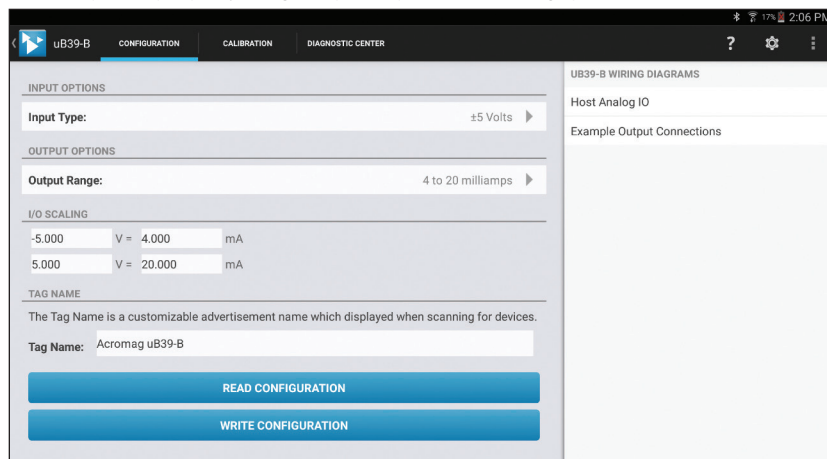 17% 2:06 PM
uB39-B CONFIGURATION CALIBRATION DIAGNOSTIC CENTER ?
INPUT OPTIONS
Input Type: ±5 Volts
OUTPUT OPTIONS
Output Range: 4 to 20 milliamps
I/O SCALING
-5.000 V = 4.000 mA
5.000 V = 20.000 mA
TAG NAME
The Tag Name is a customizable advertisement name which displayed when scanning for devices.
Tag Name: Acromag uB39-B
READ CONFIGURATION
WRITE CONFIGURATION
UB39-B WIRING DIAGRAMS
Host Analog IO
Example Output Connections